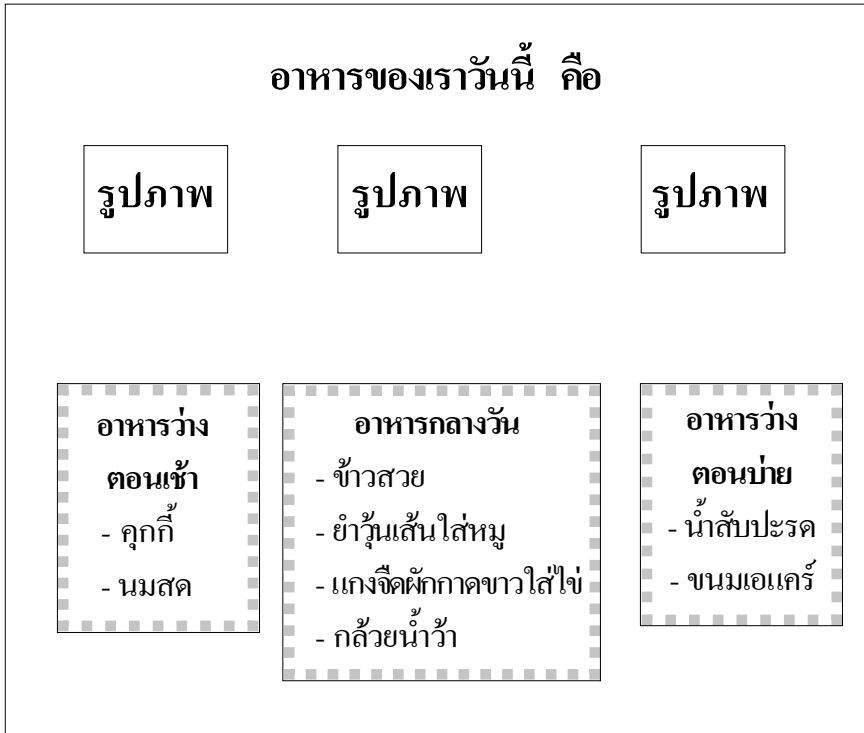 อาหารของเราวันนี้ คือ
รูปภาพ
รูปภาพ
รูปภาพ
อาหารว่าง
ตอนเช้า
- คุกกี้
- นมสด
อาหารกลางวัน
- ข้าวสวย
- ยำวุ้นเส้นใส่หมู
- แกงจืดผักกาดขาวใส่ไข่
- กล้วยน้ำว้า
อาหารว่าง
ตอนบ่าย
- น้ำสับปะรด
- ขนมเอแคร์